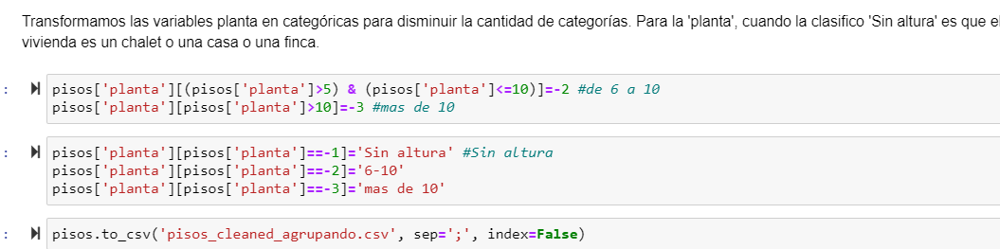 Transformamos las variables planta en categóricas para disminuir la cantidad de categorías. Para la 'planta', cuando la clasifico 'Sin altura' es que el
vivienda es un chalet o una casa o una finca.
pisos['planta'][(pisos['planta']>5) & (pisos['planta']<=10)]=-2 #de 6 a 10
pisos['planta'][pisos['planta']>10]=-3 #mas de 10
pisos['planta'][pisos['planta']==-1]='Sin altura' #Sin altura
pisos['planta'][pisos['planta']==-2]='6-10'
pisos['planta'][pisos['planta']==-3]='mas de 10'
pisos.to_csv('pisos_cleaned_agrupando.csv', sep=';', index=False)